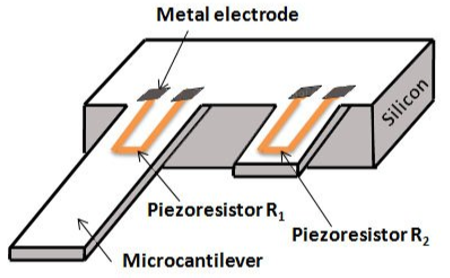 Metal electrode
Silicon
Piezoresistor R₁
Piezoresistor R₂
Microcantilever